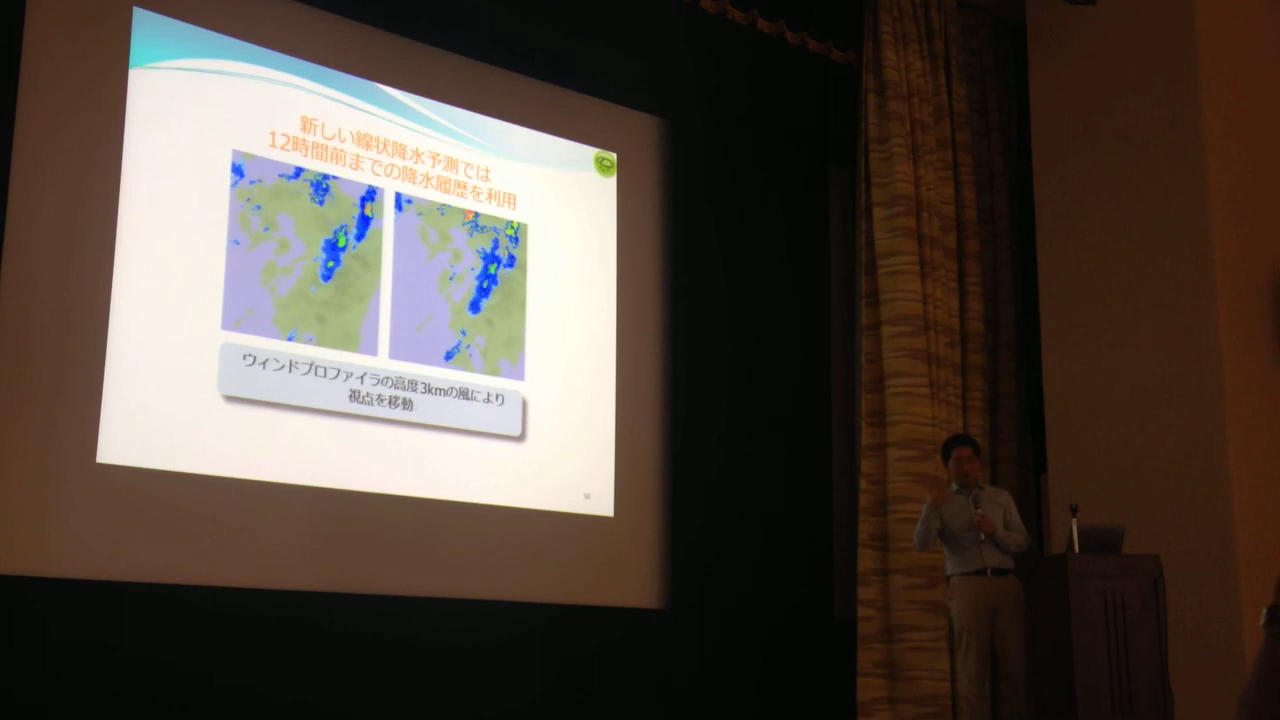 新しい線状降水予測では
12時間前までの降水履歴を利用
ウインドプロファイラの高度3kmの風により
視点を移動